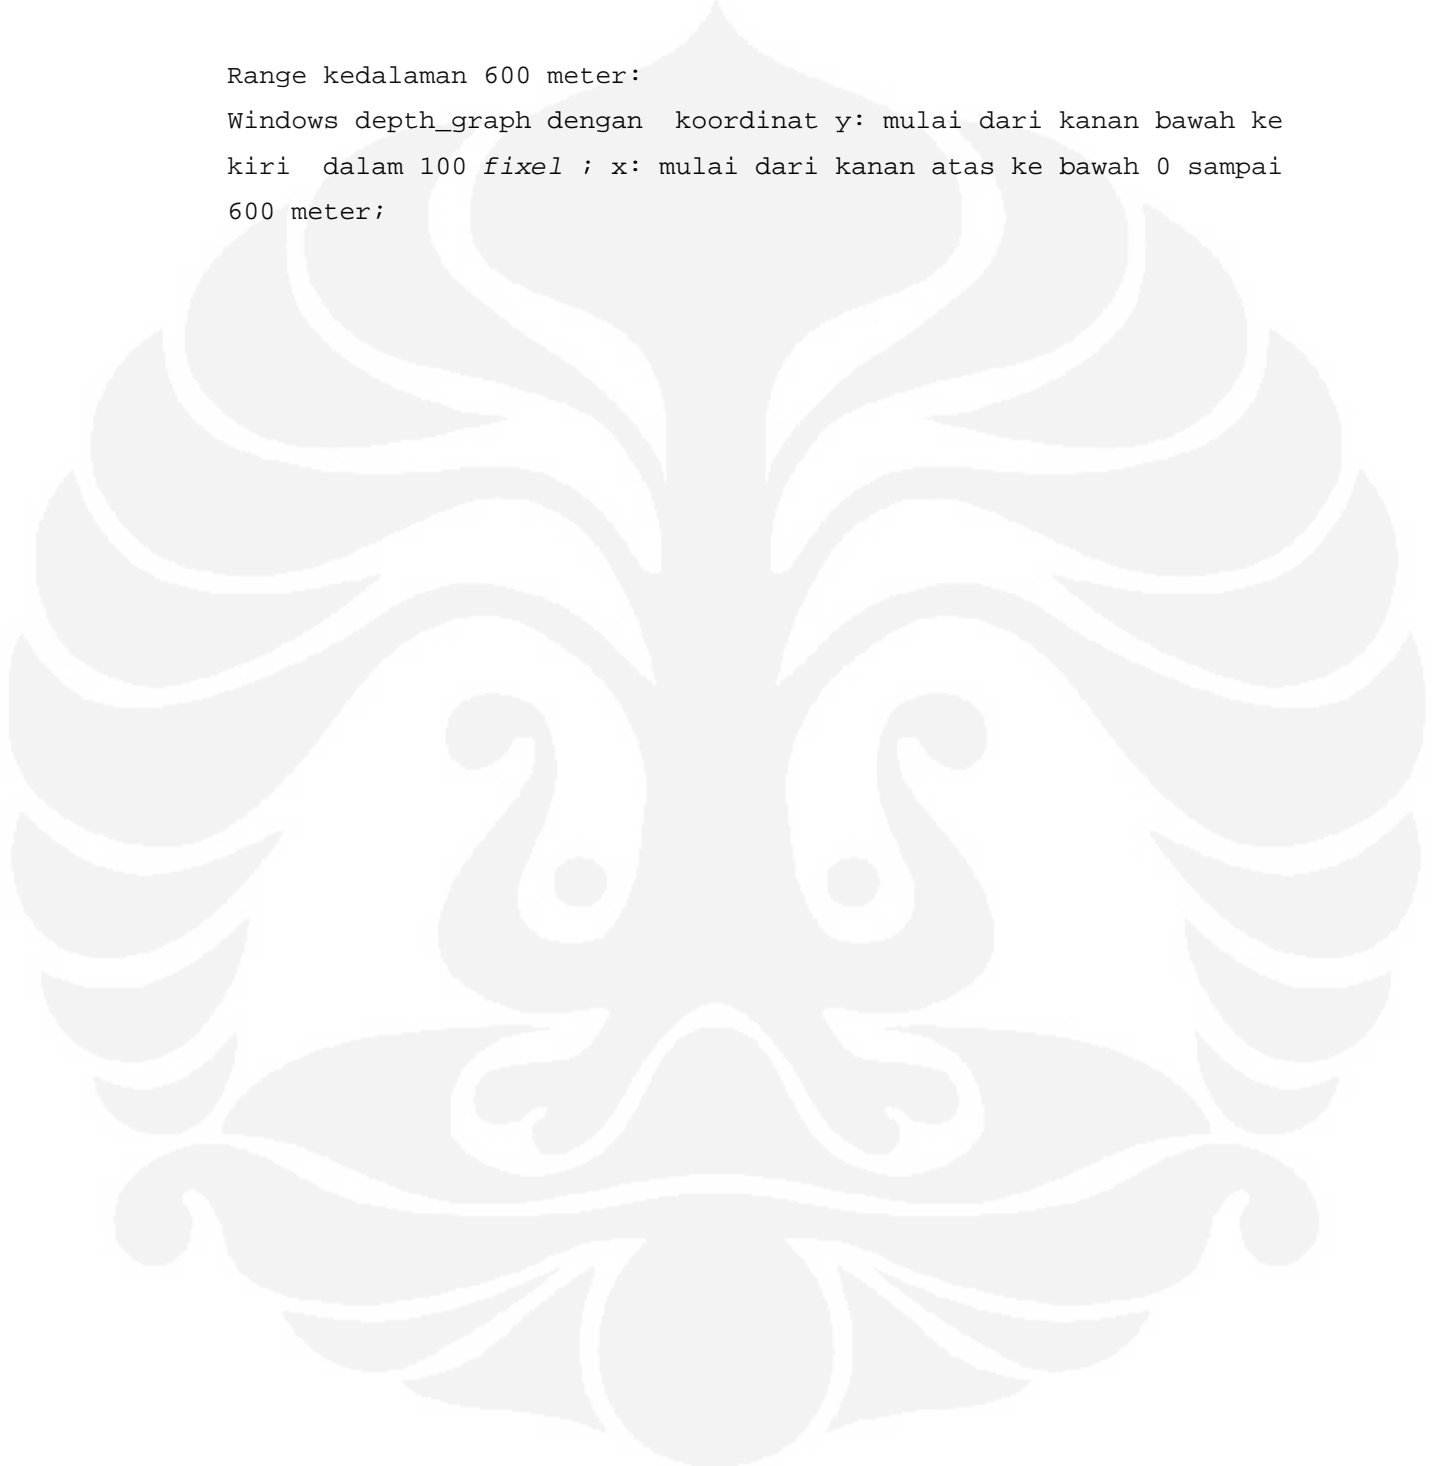 Range kedalaman 600 meter:
Windows depth_graph dengan  koordinat y: mulai dari kanan bawah ke
kiri  dalam 100 fixel ; x: mulai dari kanan atas ke bawah 0 sampai
600 meter;